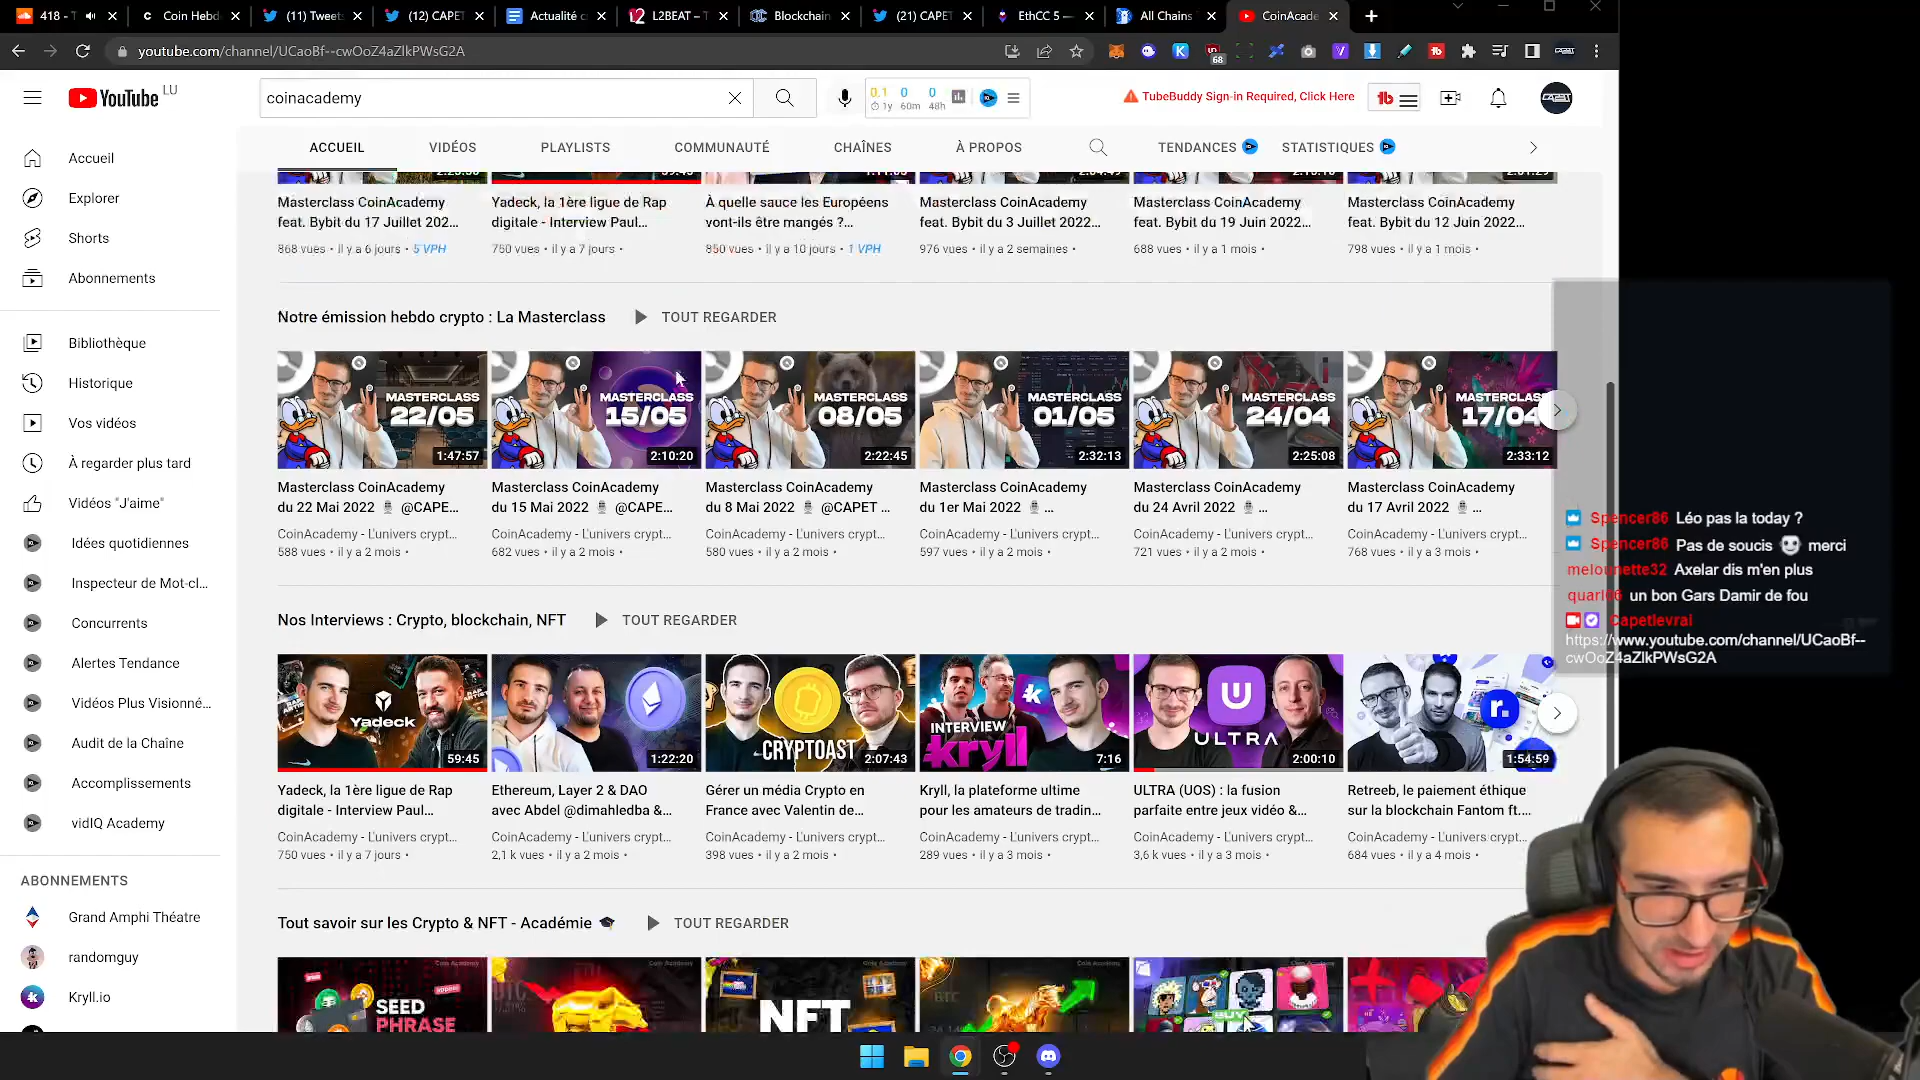 418 - T
Coin Hebd
(11) Tweets
(12) CAPET
Actualité c
L2BEAT – T
Blockchain
(21) CAPET
EthCC 5 —
All Chains
CoinAcade
youtube.com/channel/UCaoBf--cwOoZ4aZlkPWsG2A
68
YouTube LU
coinacademy
0.1 0 0
1y 60m 48h
TubeBuddy Sign-in Required, Click Here
ACCUEIL VIDÉOS PLAYLISTS COMMUNAUTÉ CHAÎNES À PROPOS TENDANCES STATISTIQUES
Accueil
Explorer
Shorts
Abonnements
Bibliothèque
Historique
Vos vidéos
À regarder plus tard
Vidéos "J'aime"
Idées quotidiennes
Inspecteur de Mot-cl...
Concurrents
Alertes Tendance
Vidéos Plus Visionné...
Audit de la Chaîne
Accomplissements
vidIQ Academy
ABONNEMENTS
Grand Amphi Théatre
randomguy
Kryll.io
Masterclass CoinAcademy
feat. Bybit du 17 Juillet 202...
868 vues • il y a 6 jours • 5 VPH
Yadeck, la 1ère ligue de Rap
digitale - Interview Paul...
750 vues • il y a 7 jours •
À quelle sauce les Européens
vont-ils être mangés ?...
850 vues • il y a 10 jours • 1 VPH
Masterclass CoinAcademy
feat. Bybit du 3 Juillet 2022...
976 vues • il y a 2 semaines •
Masterclass CoinAcademy
feat. Bybit du 19 Juin 2022...
688 vues • il y a 1 mois •
Masterclass CoinAcademy
feat. Bybit du 12 Juin 2022...
798 vues • il y a 1 mois •
Notre émission hebdo crypto : La Masterclass TOUT REGARDER
MASTERCLASS
22/05
1:47:57
MASTERCLASS
15/05
2:10:20
MASTERCLASS
08/05
2:22:45
MASTERCLASS
01/05
2:32:13
MASTERCLASS
24/04
2:25:08
MASTERCL
17/04
2:33:12
Masterclass CoinAcademy
du 22 Mai 2022 🎙 @CAPE...
CoinAcademy - L'univers crypt...
588 vues • il y a 2 mois •
Masterclass CoinAcademy
du 15 Mai 2022 🎙 @CAPE...
CoinAcademy - L'univers crypt...
682 vues • il y a 2 mois •
Masterclass CoinAcademy
du 8 Mai 2022 🎙 @CAPET ...
CoinAcademy - L'univers crypt...
580 vues • il y a 2 mois •
Masterclass CoinAcademy
du 1er Mai 2022 🎙 ...
CoinAcademy - L'univers crypt...
597 vues • il y a 2 mois •
Masterclass CoinAcademy
du 24 Avril 2022 🎙 ...
CoinAcademy - L'univers crypt...
721 vues • il y a 2 mois •
Masterclass CoinAcademy
du 17 Avril 2022 🎙 ...
CoinAcademy - L'univers crypt...
768 vues • il y a 3 mois •
Nos Interviews : Crypto, blockchain, NFT TOUT REGARDER
Yadeck
59:45
1:22:20
CRYPTOAST
2:07:43
INTERVIEW
kryll
7:16
ULTRA
2:00:10
r.
1:54:59
Yadeck, la 1ère ligue de Rap
digitale - Interview Paul...
CoinAcademy - L'univers crypt...
750 vues • il y a 7 jours •
Ethereum, Layer 2 & DAO
avec Abdel @dimahledba &...
CoinAcademy - L'univers crypt...
2,1 k vues • il y a 2 mois •
Gérer un média Crypto en
France avec Valentin de...
CoinAcademy - L'univers crypt...
398 vues • il y a 2 mois •
Kryll, la plateforme ultime
pour les amateurs de tradin...
CoinAcademy - L'univers crypt...
289 vues • il y a 3 mois •
ULTRA (UOS) : la fusion
parfaite entre jeux vidéo &...
CoinAcademy - L'univers crypt...
3,6 k vues • il y a 3 mois •
Retreeb, le paiement éthique
sur la blockchain Fantom ft....
CoinAcademy - L'univers crypt...
684 vues • il y a 4 mois •
Tout savoir sur les Crypto & NFT - Académie 🎓 TOUT REGARDER
SEED
PHRASE
NFT
BTC
BUY
Spencer86 Léo pas la today ?
Spencer86 Pas de soucis merci
melounette32 Axelar dis m'en plus
quarl06 un bon Gars Damir de fou
Capetlevrai
https://www.youtube.com/channel/UCaoBf--
cwOoZ4aZlkPWsG2A